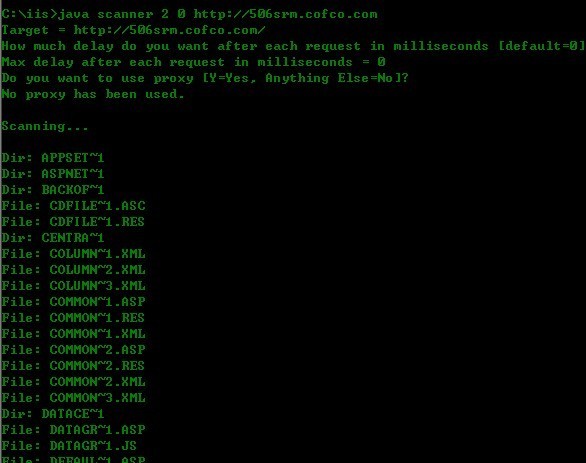 C:\iis>java scanner 2 0 http://506srm.cofco.com
Target = http://506srm.cofco.com/
How much delay do you want after each request in milliseconds [default=0]
Max delay after each request in milliseconds = 0
Do you want to use proxy [Y=Yes, Anything Else=No]?
No proxy has been used.
Scanning...
Dir: APPSET~1
Dir: ASPNET~1
Dir: BACKOF~1
File: CDFILE~1.ASC
File: CDFILE~1.RES
Dir: CENTRA~1
File: COLUMN~1.XML
File: COLUMN~2.XML
File: COLUMN~3.XML
File: COMMON~1.ASP
File: COMMON~1.RES
File: COMMON~1.XML
File: COMMON~2.ASP
File: COMMON~2.RES
File: COMMON~2.XML
File: COMMON~3.XML
Dir: DATACE~1
File: DATAGR~1.ASP
File: DATAGR~1.JS
File: DEFAUL~1.ASP